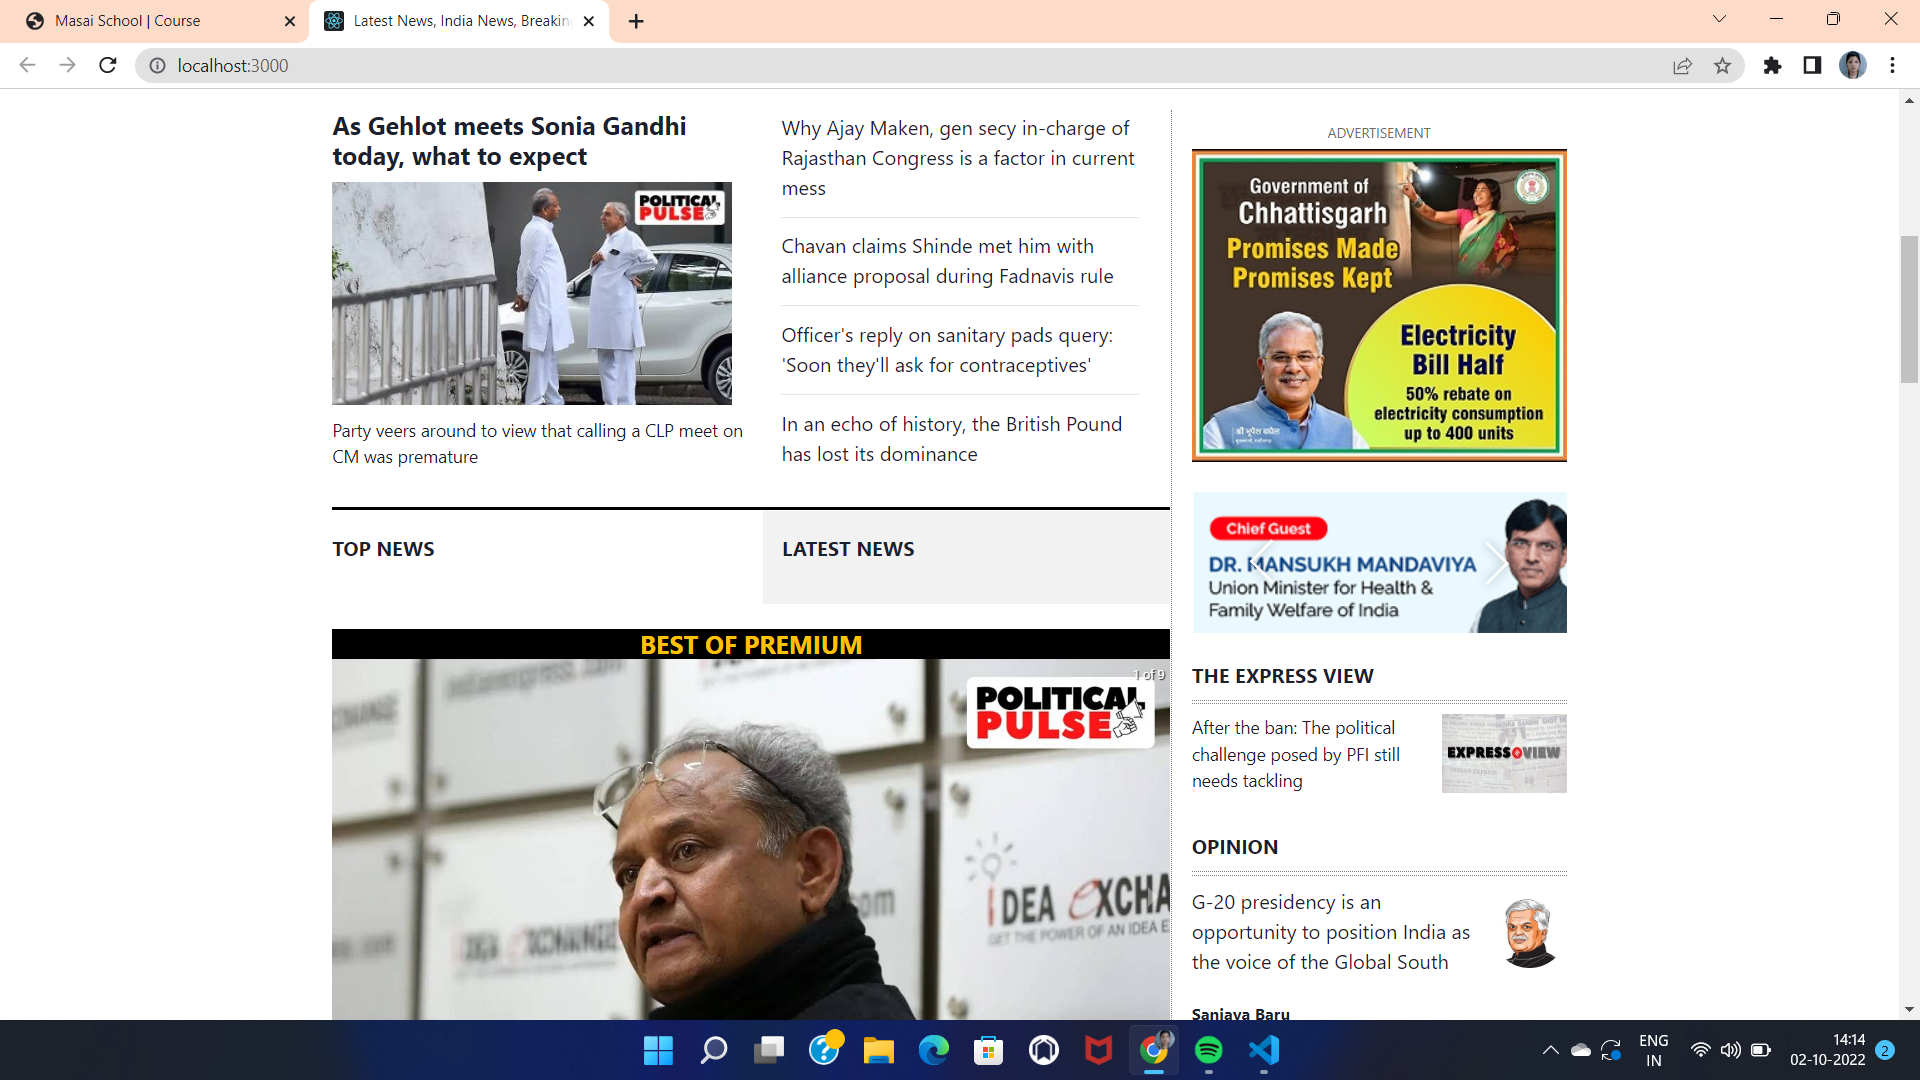 Masai School | Course
Latest News, India News, Breakin
localhost:3000
As Gehlot meets Sonia Gandhi
today, what to expect
POLITICAL
PULSE
Party veers around to view that calling a CLP meet on
CM was premature
Why Ajay Maken, gen secy in-charge of
Rajasthan Congress is a factor in current
mess
Chavan claims Shinde met him with
alliance proposal during Fadnavis rule
Officer's reply on sanitary pads query:
'Soon they'll ask for contraceptives'
In an echo of history, the British Pound
has lost its dominance
ADVERTISEMENT
Government of
Chhattisgarh
Promises Made
Promises Kept
Electricity
Bill Half
50% rebate on
electricity consumption
up to 400 units
श्री भूपेश बघेल
Chief Guest
DR. MANSUKH MANDAVIYA
Union Minister for Health &
Family Welfare of India
TOP NEWS
LATEST NEWS
BEST OF PREMIUM
1 of 9
POLITICAL
PULSE
IDEA EXCHA
GET THE POWER OF AN IDEA E
IDEA EXCHANGE
THE EXPRESS VIEW
After the ban: The political
challenge posed by PFI still
needs tackling
EXPRESS VIEW
OPINION
G-20 presidency is an
opportunity to position India as
the voice of the Global South
Sanjaya Baru
ENG
IN
14:14
02-10-2022
2